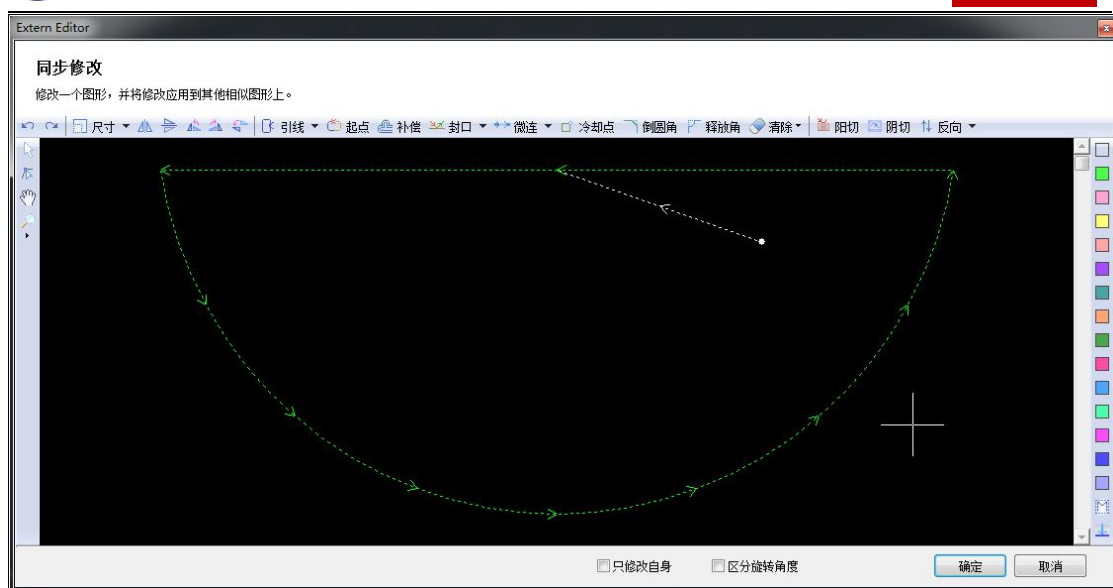 Extern Editor
同步修改
修改一个图形，并将修改应用到其他相似图形上。
尺寸 引线 起点 补偿 封口 微连 冷却点 倒圆角 释放角 清除 阳切 阴切 反向
只修改自身 区分旋转角度 确定 取消